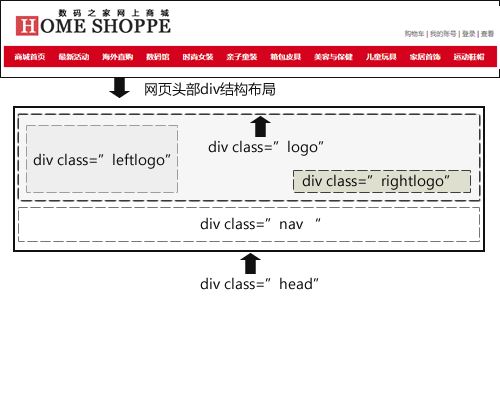 数码之家网上商城
HOME SHOPPE
购物车 | 我的账号 | 登录 | 查看
商城首页 最新活动 海外直购 数码馆 时尚女装 亲子童装 箱包皮具 美容与保健 儿童玩具 家居首饰 运动鞋帽
网页头部div结构布局
div class=”logo”
div class=”leftlogo”
div class=”rightlogo”
div class=”nav “
div class=”head”